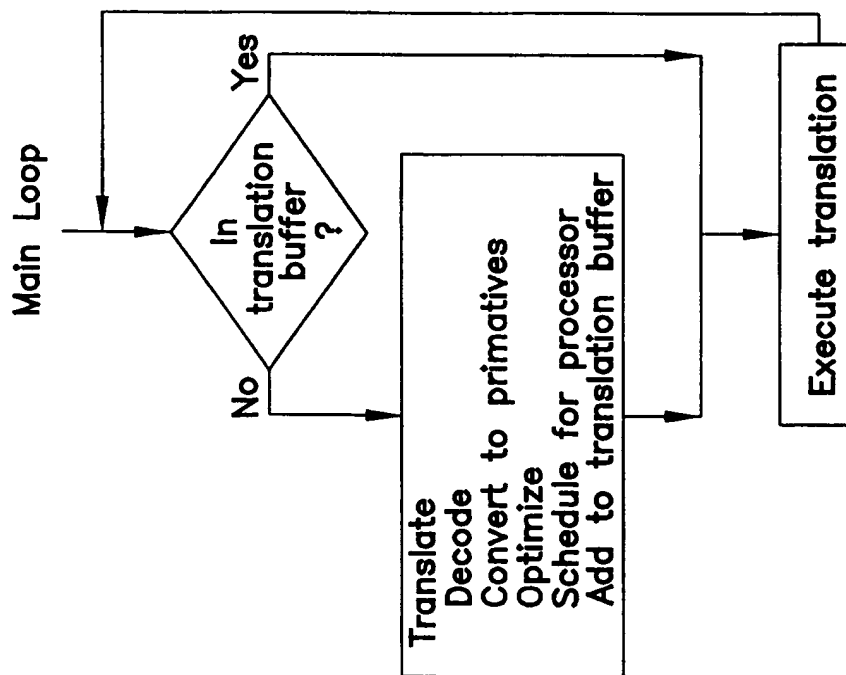 Main Loop
In
translation
buffer
?
Yes
No
Translate
Decode
Convert to primatives
Optimize
Schedule for processor
Add to translation buffer
Execute translation